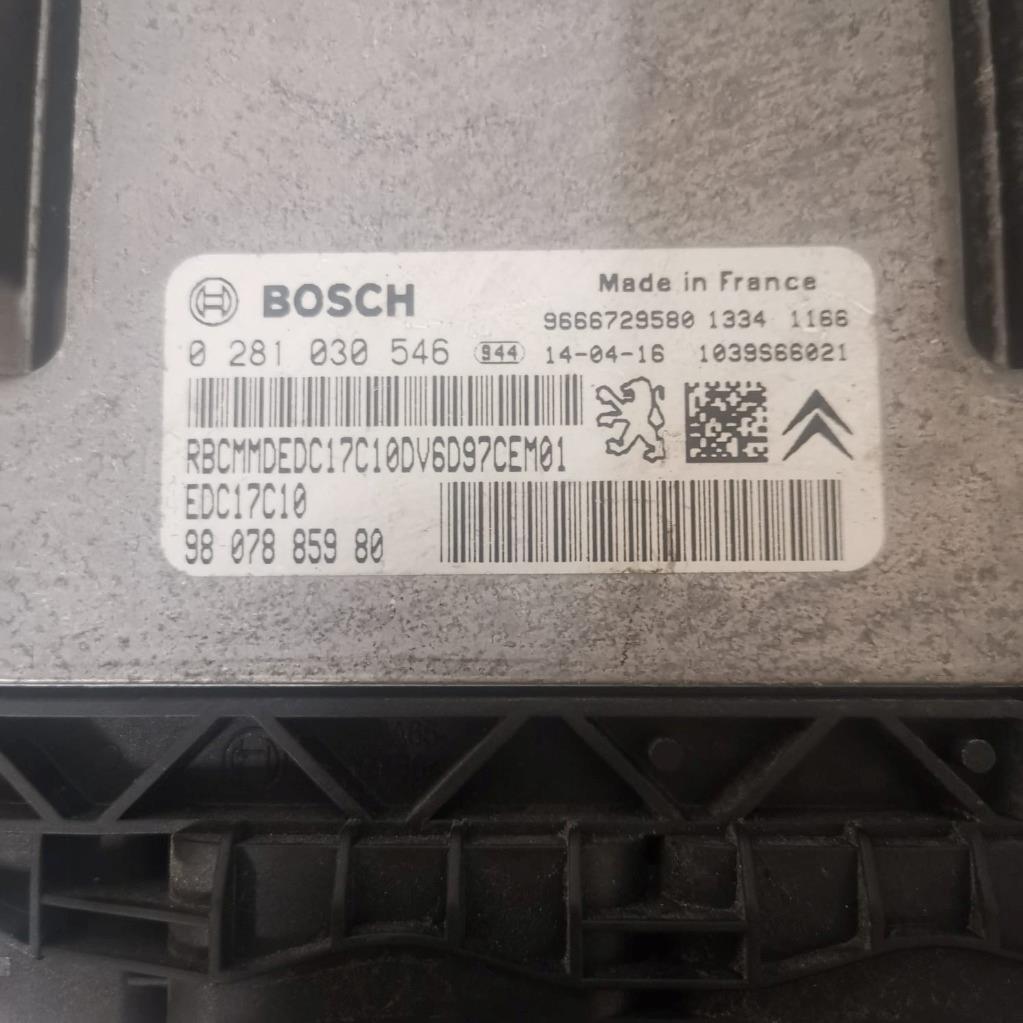 BOSCH
Made in France
9666729580 1334 1166
0 281 030 546 944 14-04-16 1039S66021
RBCMMDEDC17C10DV6D97CEM01
EDC17C10
98 078 859 80